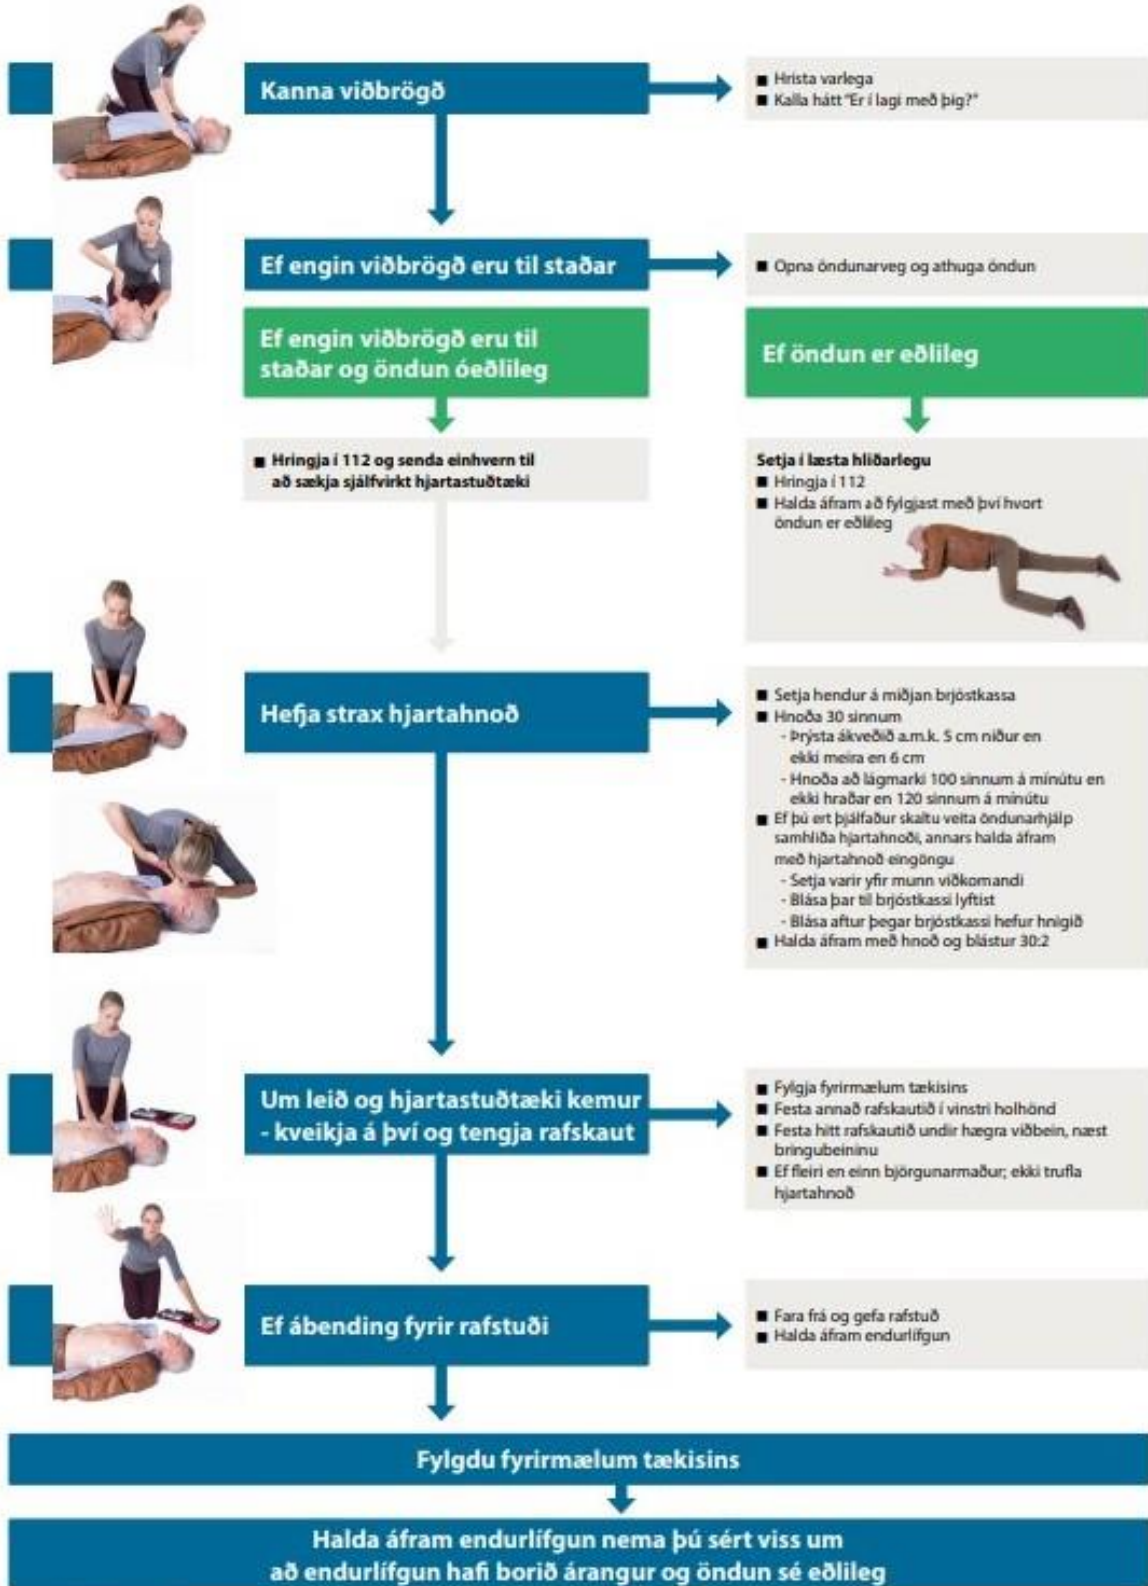 Kanna viðbrögð
■ Hrista varlega
■ Kalla hátt "Er í lagi með þig?"
Ef engin viðbrögð eru til staðar
■ Opna öndunarveg og athuga öndun
Ef engin viðbrögð eru til
staðar og öndun óeðlileg
■ Hringja í 112 og senda einhvern til
að sækja sjálfvirkt hjartastuðtæki
Ef öndun er eðlileg
Setja í læsta hliðarlegu
■ Hringja í 112
■ Halda áfram að fylgjast með því hvort
öndun er eðlileg
Hefja strax hjartahnoð
■ Setja hendur á miðjan brjóstkassa
■ Hnoða 30 sinnum
- Þrýsta ákveðið a.m.k. 5 cm niður en
ekki meira en 6 cm
- Hnoða að lágmarki 100 sinnum á mínútu en
ekki hraðar en 120 sinnum á mínútu
■ Ef þú ert þjálfaður skaltu veita öndunarhjálp
samhliða hjartahnoði, annars halda áfram
með hjartahnoð eingöngu
- Setja varir yfir munn viðkomandi
- Blása þar til brjóstkassi lyftist
- Blása aftur þegar brjóstkassi hefur hnigið
■ Halda áfram með hnoð og blástur 30:2
Um leið og hjartastuðtæki kemur
- kveikja á því og tengja rafskaut
■ Fylgja fyrirmælum tækisins
■ Festa annað rafskautið í vinstri holhönd
■ Festa hitt rafskautið undir hægra viðbein, næst
bringubeininu
■ Ef fleiri en einn björgunarmaður; ekki trufla
hjartahnoð
Ef ábending fyrir rafstuði
■ Fara frá og gefa rafstuð
■ Halda áfram endurlífgun
Fylgdu fyrirmælum tækisins
Halda áfram endurlífgun nema þú sért viss um
að endurlífgun hafi borið árangur og öndun sé eðlileg